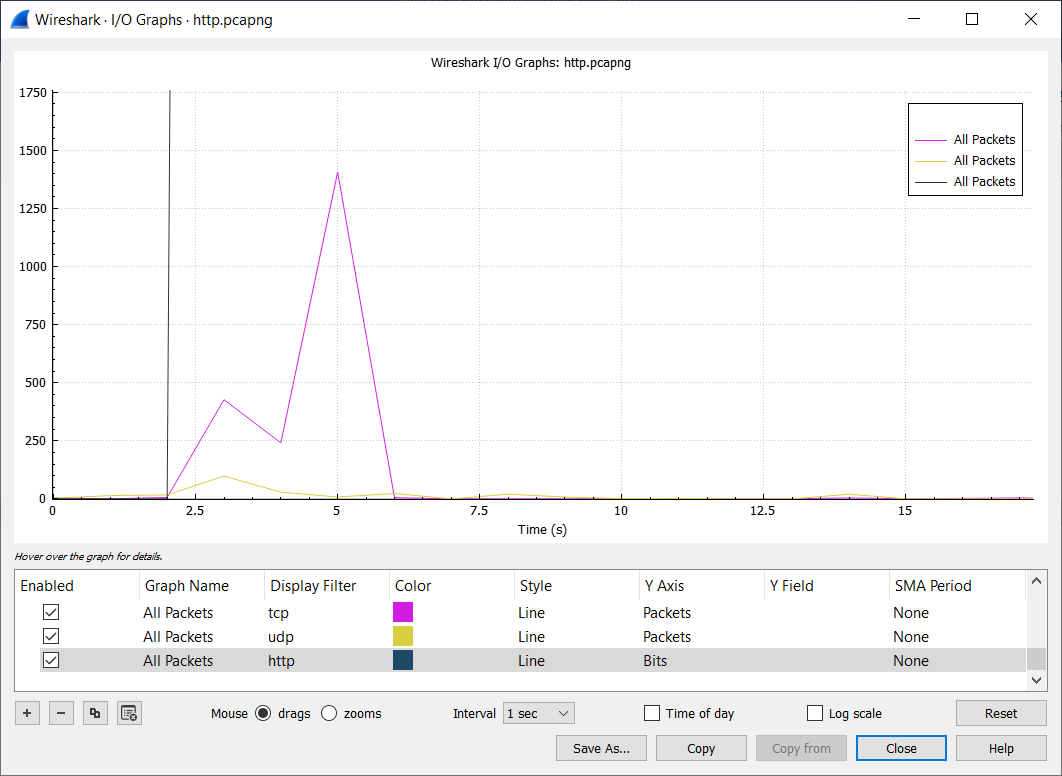 Wireshark · I/O Graphs · http.pcapng
Wireshark I/O Graphs: http.pcapng
1750
1500
1250
1000
750
500
250
0
All Packets
All Packets
All Packets
0 2.5 5 7.5 10 12.5 15
Time (s)
Hover over the graph for details.
Enabled Graph Name Display Filter Color Style Y Axis Y Field SMA Period
All Packets tcp Line Packets None
All Packets udp Line Packets None
All Packets http Line Bits None
Mouse drags zooms Interval 1 sec Time of day Log scale Reset
Save As... Copy Copy from Close Help